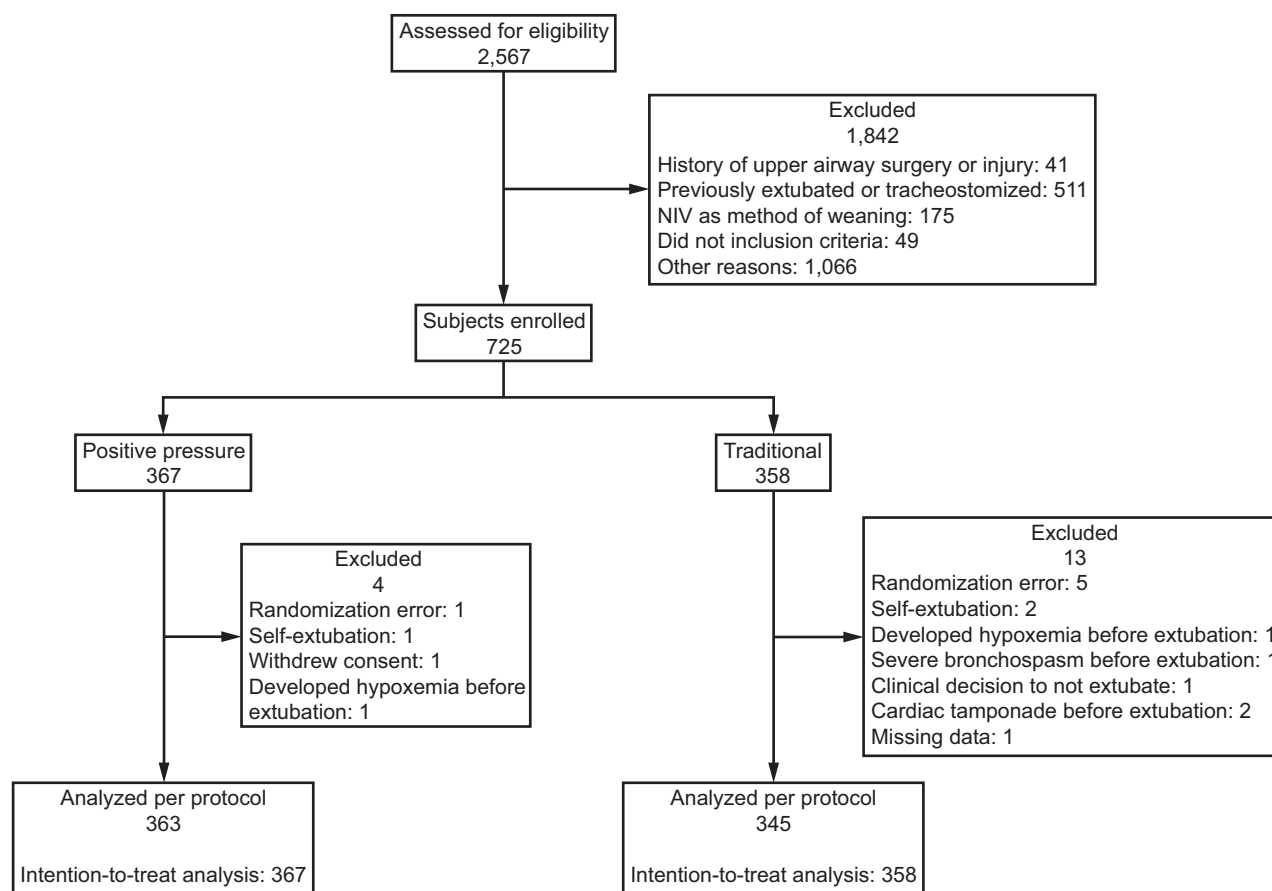 Assessed for eligibility
2,567
Excluded
1,842
History of upper airway surgery or injury: 41
Previously extubated or tracheostomized: 511
NIV as method of weaning: 175
Did not inclusion criteria: 49
Other reasons: 1,066
Subjects enrolled
725
Positive pressure
367
Traditional
358
Excluded
4
Randomization error: 1
Self-extubation: 1
Withdrew consent: 1
Developed hypoxemia before
extubation: 1
Excluded
13
Randomization error: 5
Self-extubation: 2
Developed hypoxemia before extubation: 1
Severe bronchospasm before extubation: 1
Clinical decision to not extubate: 1
Cardiac tamponade before extubation: 2
Missing data: 1
Analyzed per protocol
363
Intention-to-treat analysis: 367
Analyzed per protocol
345
Intention-to-treat analysis: 358